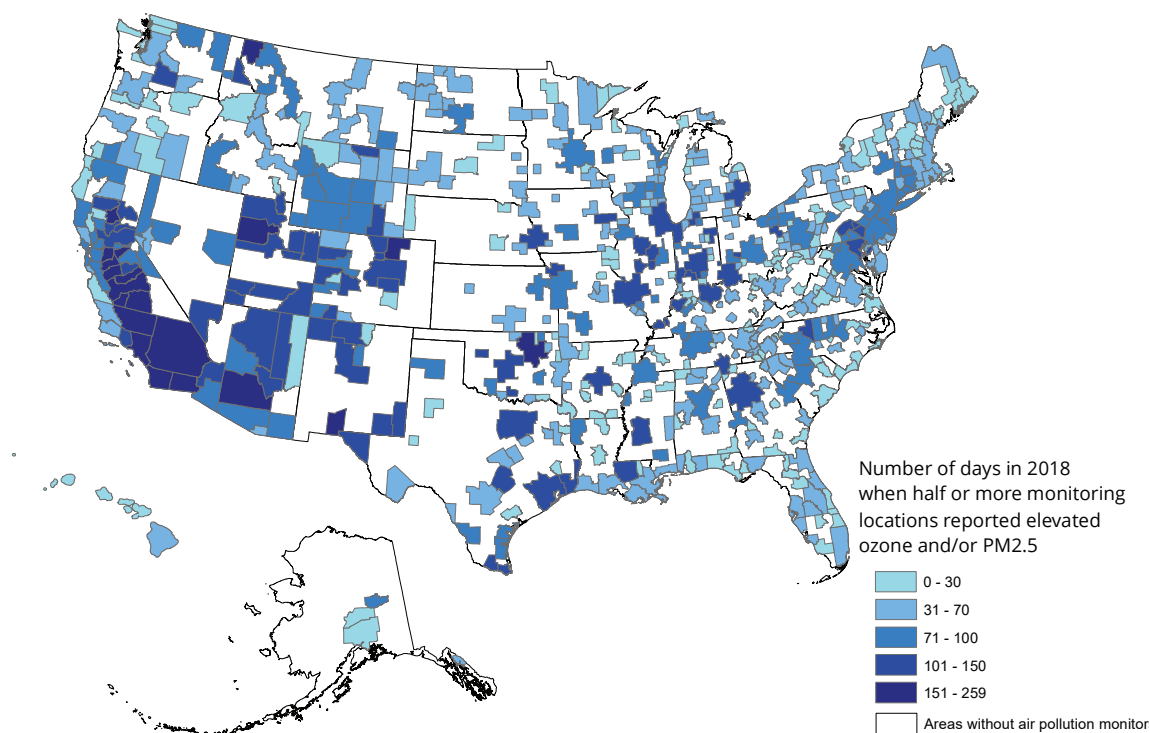 Number of days in 2018
when half or more monitoring
locations reported elevated
ozone and/or PM2.5
0 - 30
31 - 70
71 - 100
101 - 150
151 - 259
Areas without air pollution monitor